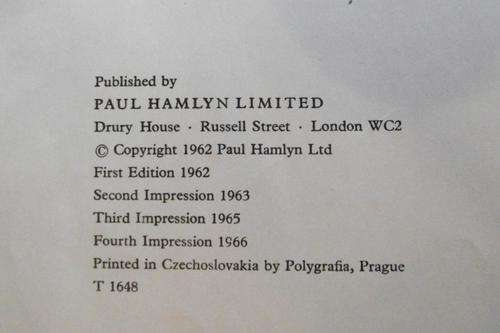 Published by
PAUL HAMLYN LIMITED
Drury House · Russell Street · London WC2
© Copyright 1962 Paul Hamlyn Ltd
First Edition 1962
Second Impression 1963
Third Impression 1965
Fourth Impression 1966
Printed in Czechoslovakia by Polygrafia, Prague
T 1648